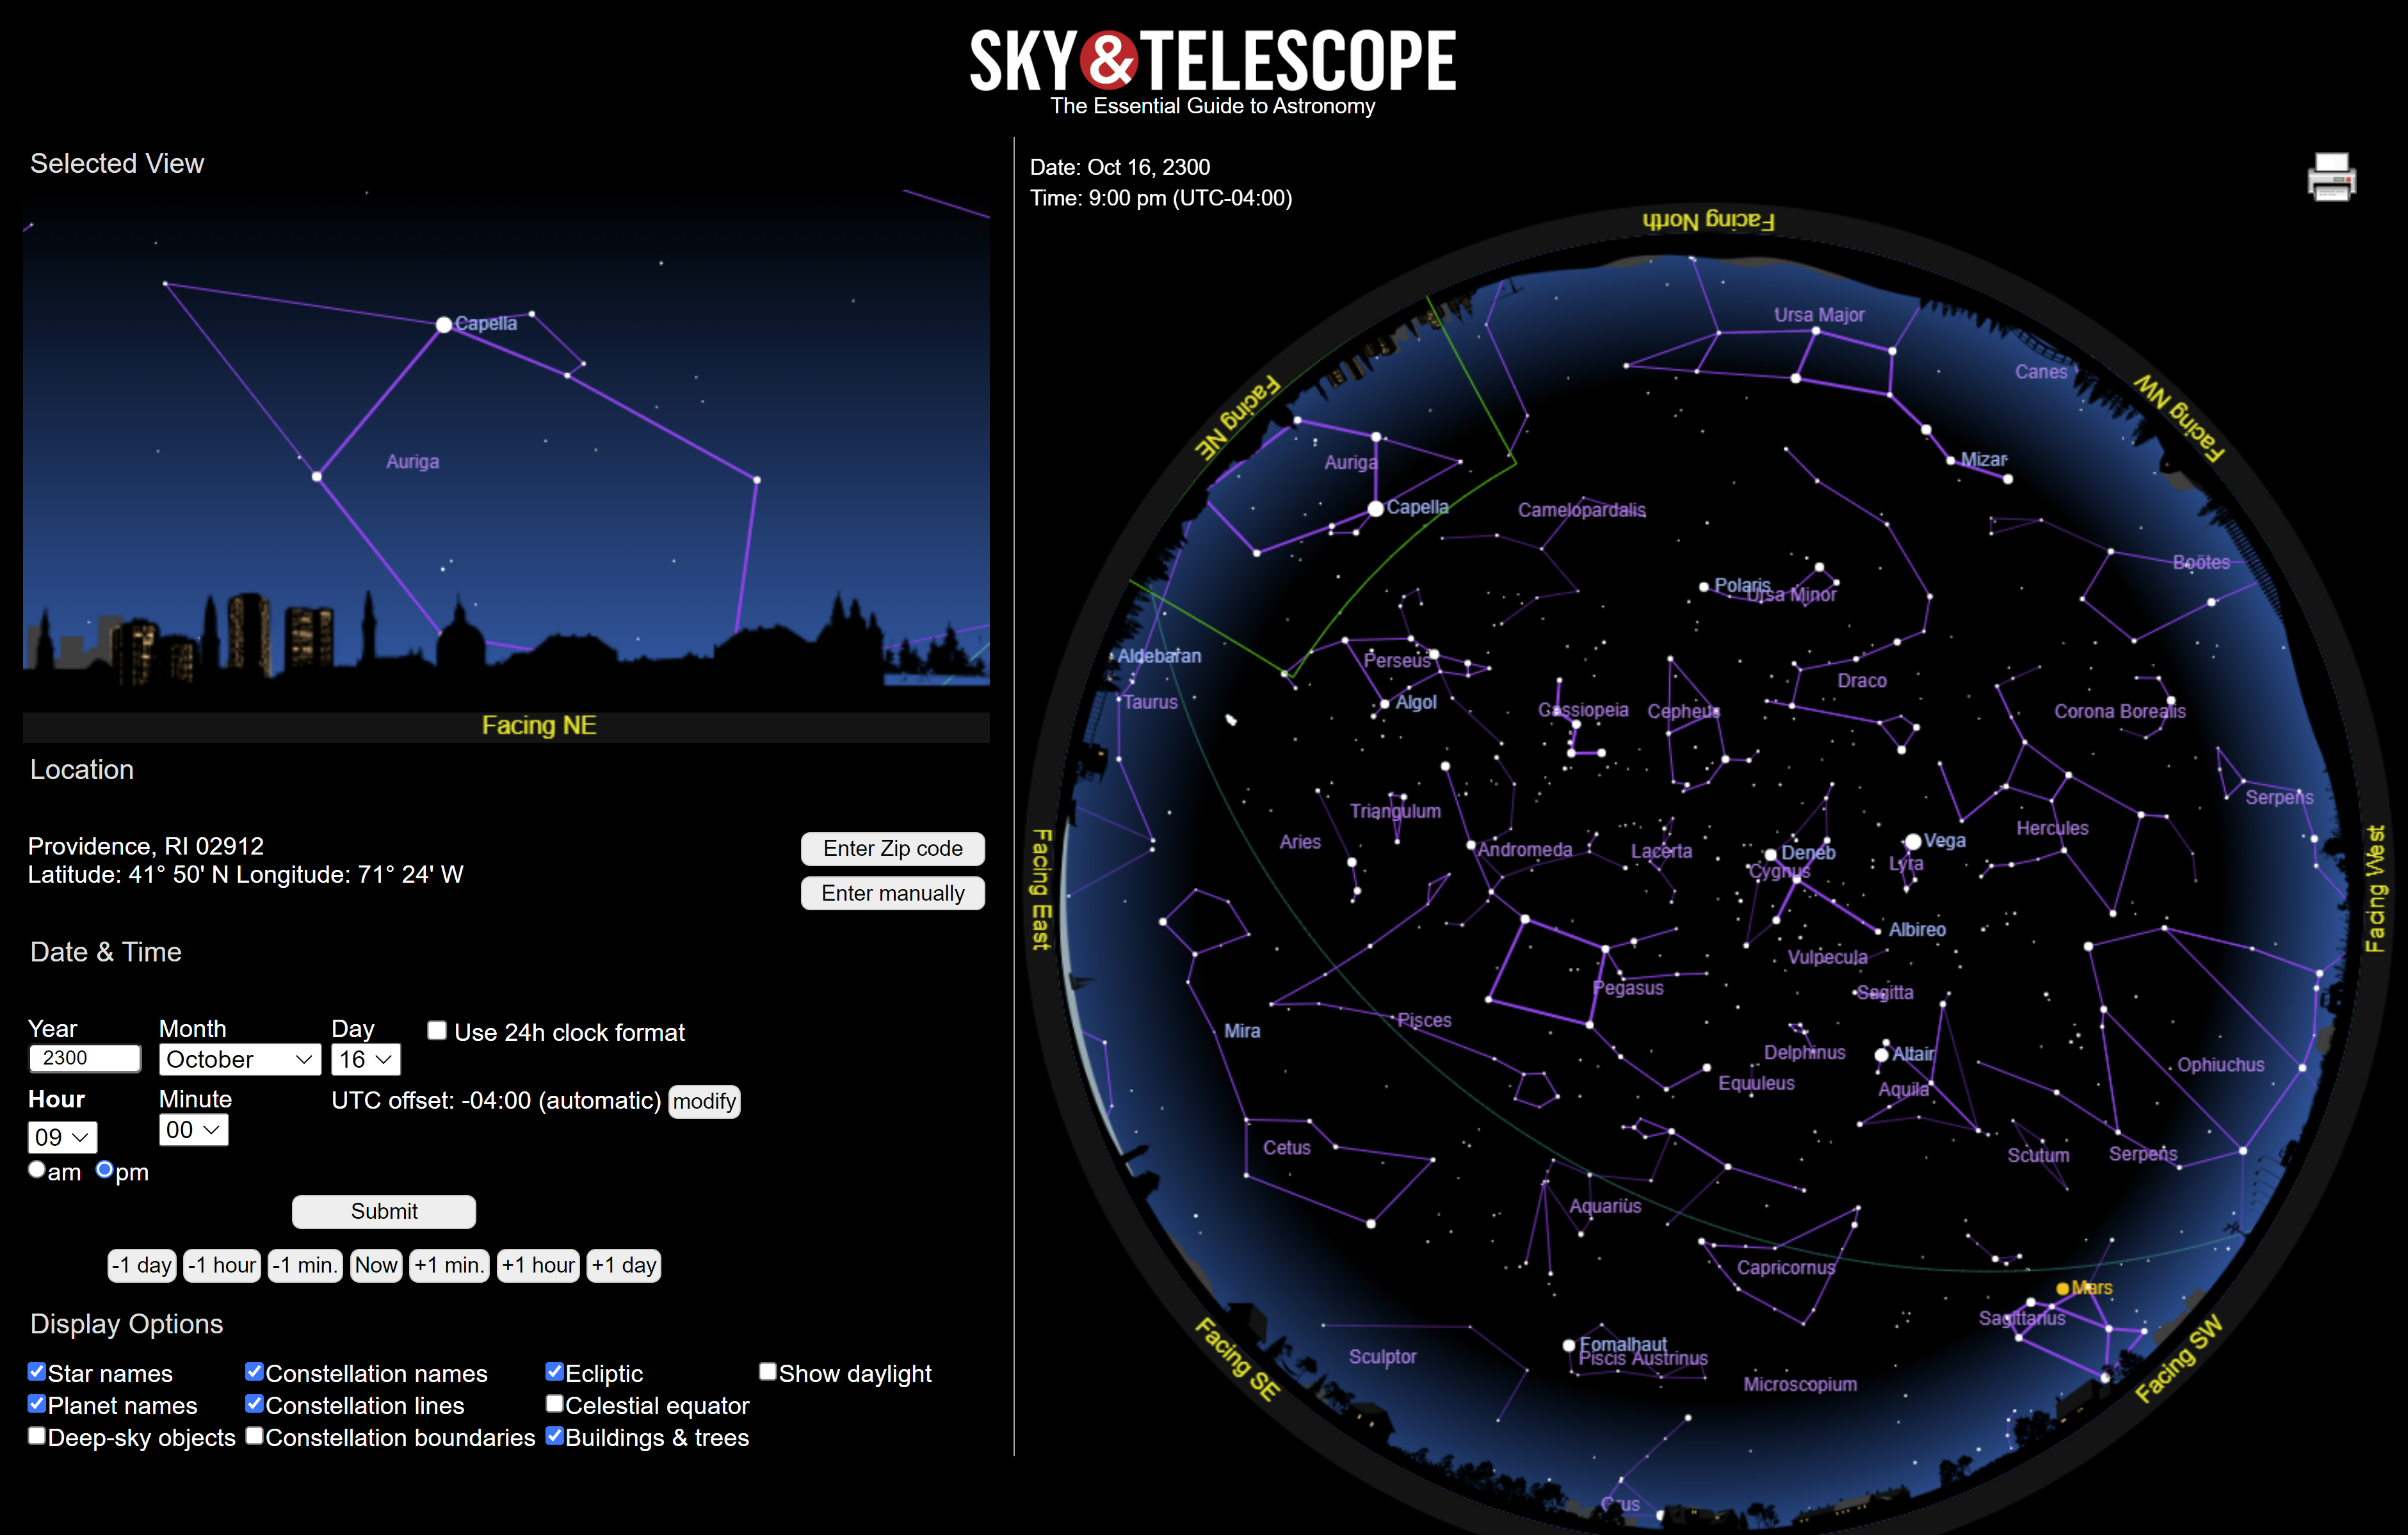 SKY&TELESCOPE
The Essential Guide to Astronomy
Selected View
Capella
Auriga
Facing NE
Location
Providence, RI 02912
Latitude: 41° 50' N Longitude: 71° 24' W
Enter Zip code
Enter manually
Date & Time
Year
Month
Day
Use 24h clock format
2300
October
16
Hour
Minute
UTC offset: -04:00 (automatic)
modify
09
00
am
pm
Submit
-1 day
-1 hour
-1 min.
Now
+1 min.
+1 hour
+1 day
Display Options
Star names
Constellation names
Ecliptic
Show daylight
Planet names
Constellation lines
Celestial equator
Deep-sky objects
Constellation boundaries
Buildings & trees
Date: Oct 16, 2300
Time: 9:00 pm (UTC-04:00)
Facing North
Facing NE
Facing NW
Ursa Major
Canes
Auriga
Mizar
Capella
Camelopardalis
Boötes
Polaris
Ursa Minor
Aldebaran
Perseus
Draco
Taurus
Algol
Cassiopeia
Cepheus
Corona Borealis
Serpens
Triangulum
Hercules
Aries
Andromeda
Lacerta
Deneb
Vega
Cygnus
Lyra
Facing East
Facing West
Albireo
Vulpecula
Pegasus
Sagitta
Pisces
Mira
Delphinus
Altair
Ophiuchus
Equuleus
Aquila
Cetus
Scutum
Serpens
Aquarius
Capricornus
Mars
Sagittarius
Fomalhaut
Sculptor
Piscis Austrinus
Microscopium
Facing SE
Facing SW
Grus